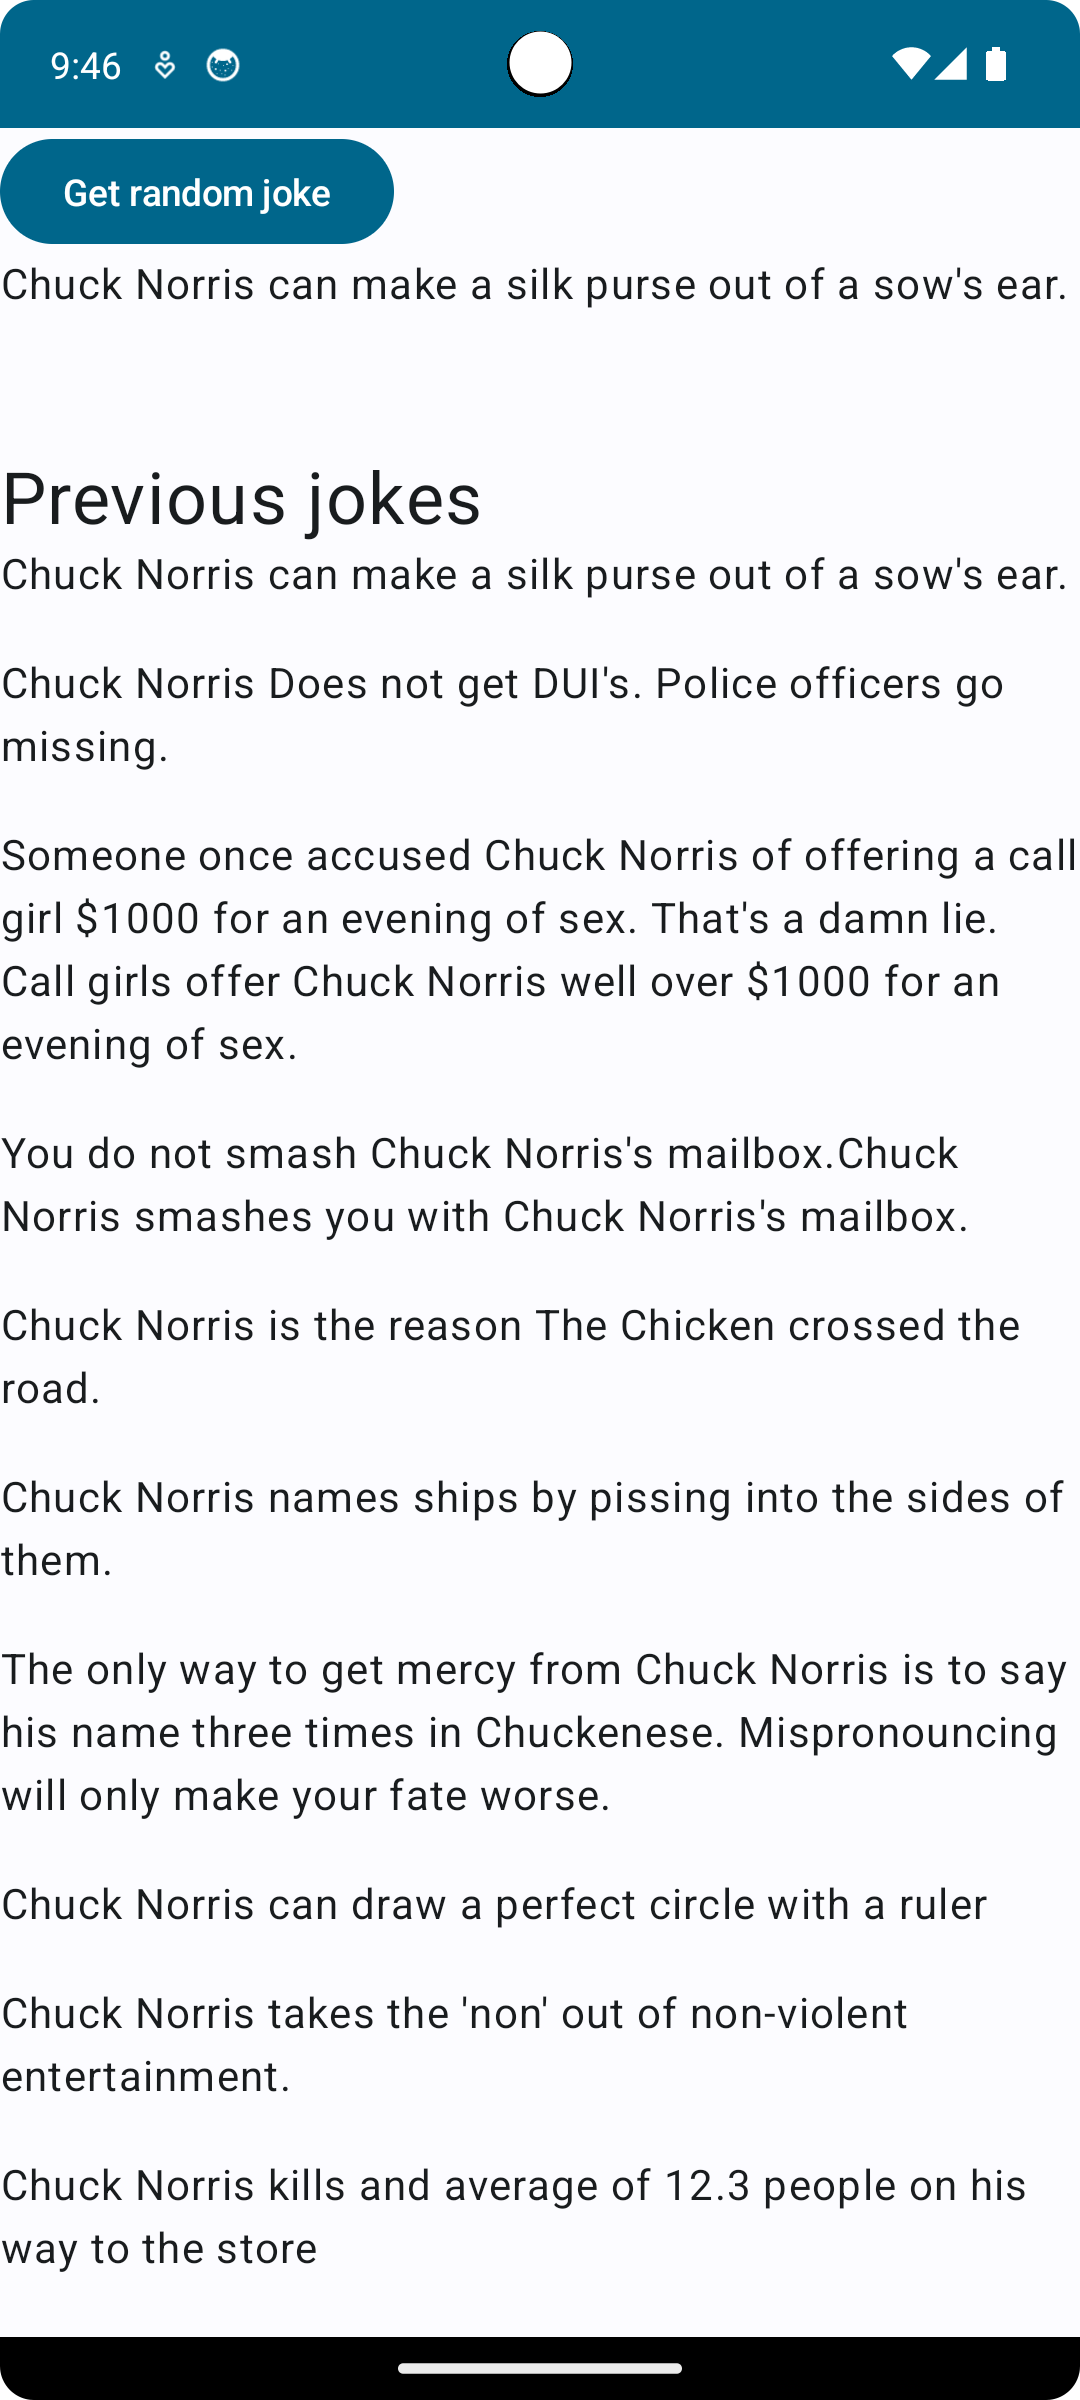 9:46
Get random joke
Chuck Norris can make a silk purse out of a sow's ear.
Previous jokes
Chuck Norris can make a silk purse out of a sow's ear.
Chuck Norris Does not get DUI's. Police officers go
missing.
Someone once accused Chuck Norris of offering a call
girl $1000 for an evening of sex. That's a damn lie.
Call girls offer Chuck Norris well over $1000 for an
evening of sex.
You do not smash Chuck Norris's mailbox.Chuck
Norris smashes you with Chuck Norris's mailbox.
Chuck Norris is the reason The Chicken crossed the
road.
Chuck Norris names ships by pissing into the sides of
them.
The only way to get mercy from Chuck Norris is to say
his name three times in Chuckenese. Mispronouncing
will only make your fate worse.
Chuck Norris can draw a perfect circle with a ruler
Chuck Norris takes the 'non' out of non-violent
entertainment.
Chuck Norris kills and average of 12.3 people on his
way to the store